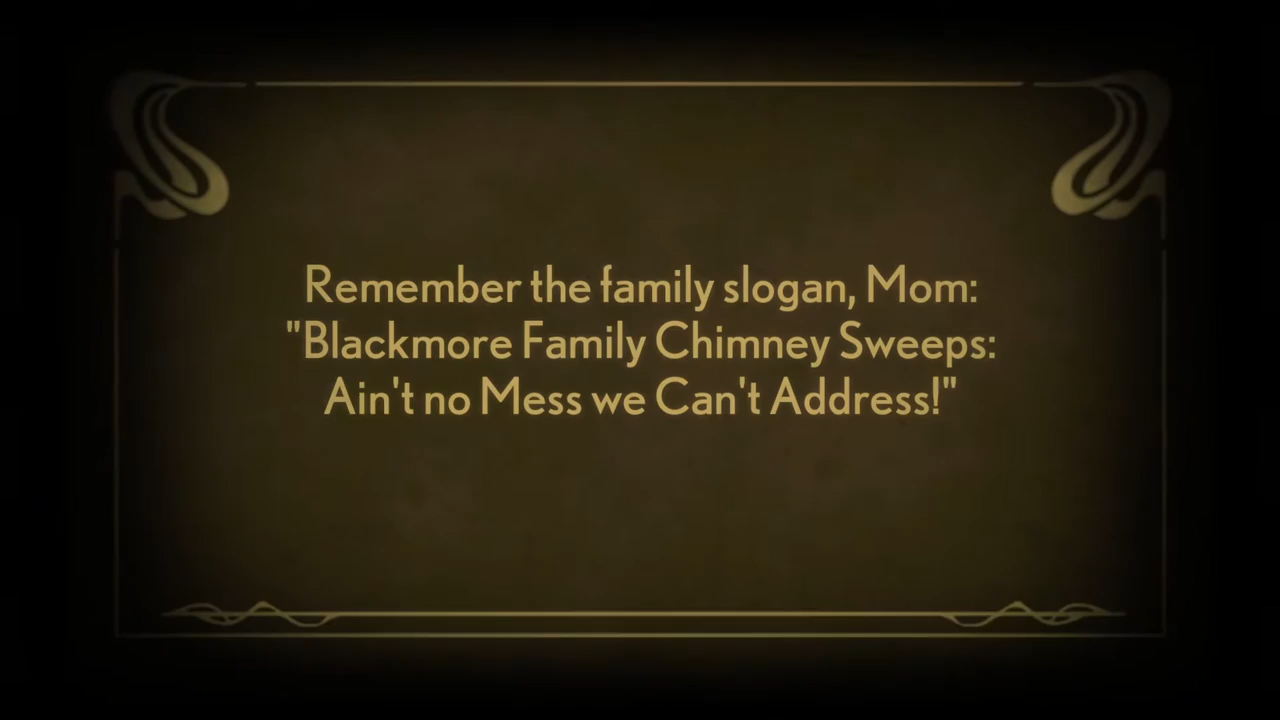 Remember the family slogan, Mom:
"Blackmore Family Chimney Sweeps:
Ain't no Mess we Can't Address!"